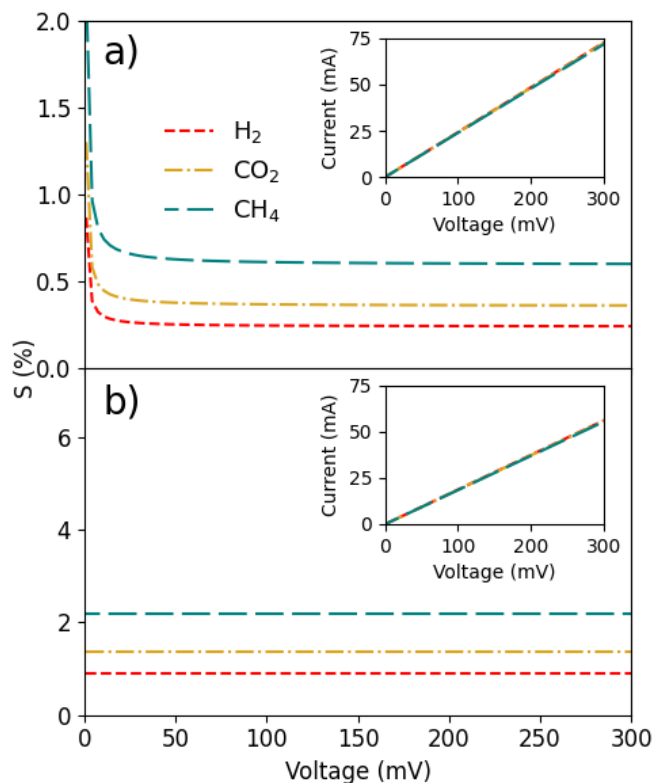 a)
2.0
1.5
1.0
0.5
0.0
H₂
CO₂
CH₄
Current (mA)
75
50
25
0
0 100 200 300
Voltage (mV)
S (%)
b)
6
4
2
0
Current (mA)
75
50
25
0
0 100 200 300
Voltage (mV)
0 50 100 150 200 250 300
Voltage (mV)